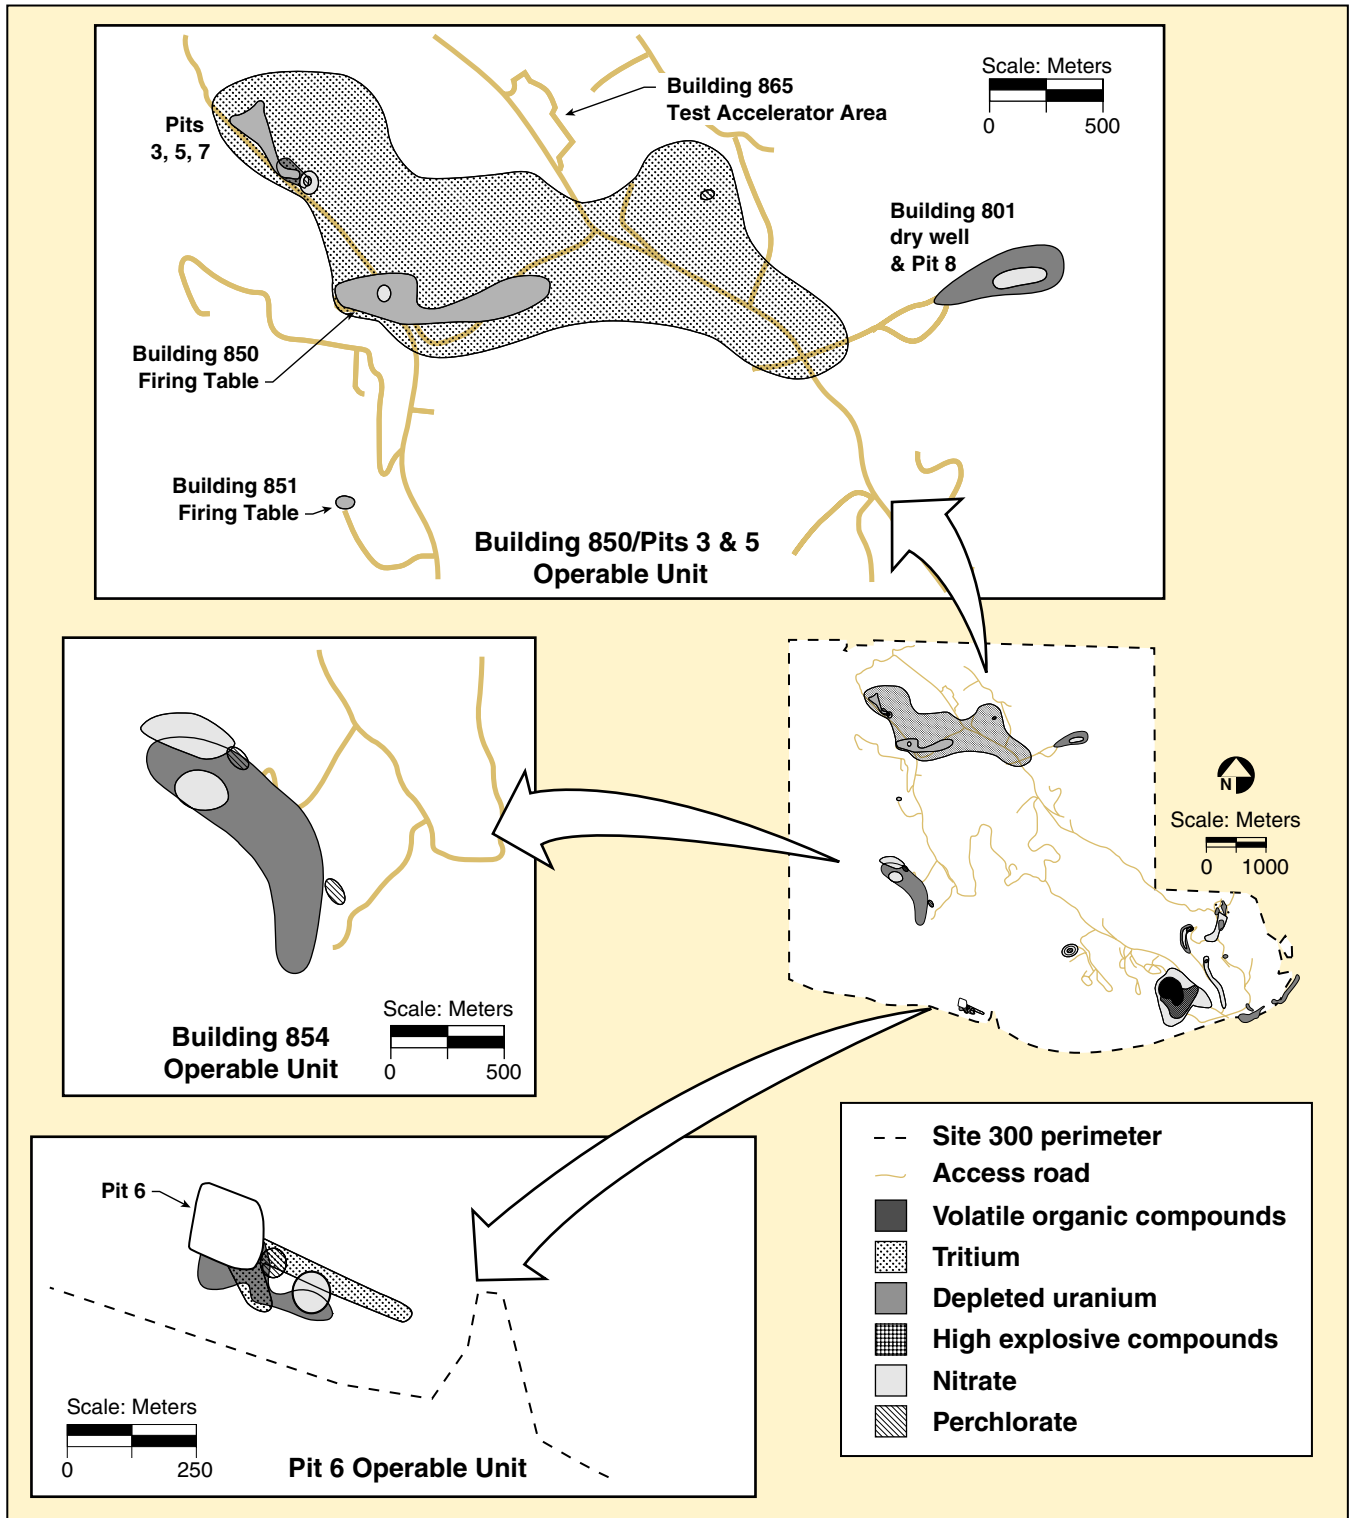 Scale: Meters
0 500
Building 865
Test Accelerator Area
Pits
3, 5, 7
Building 801
dry well
& Pit 8
Building 850
Firing Table
Building 851
Firing Table
Building 850/Pits 3 & 5
Operable Unit
N
Scale: Meters
0 1000
Scale: Meters
0 500
Building 854
Operable Unit
Pit 6
Scale: Meters
0 250
Pit 6 Operable Unit
Site 300 perimeter
Access road
Volatile organic compounds
Tritium
Depleted uranium
High explosive compounds
Nitrate
Perchlorate